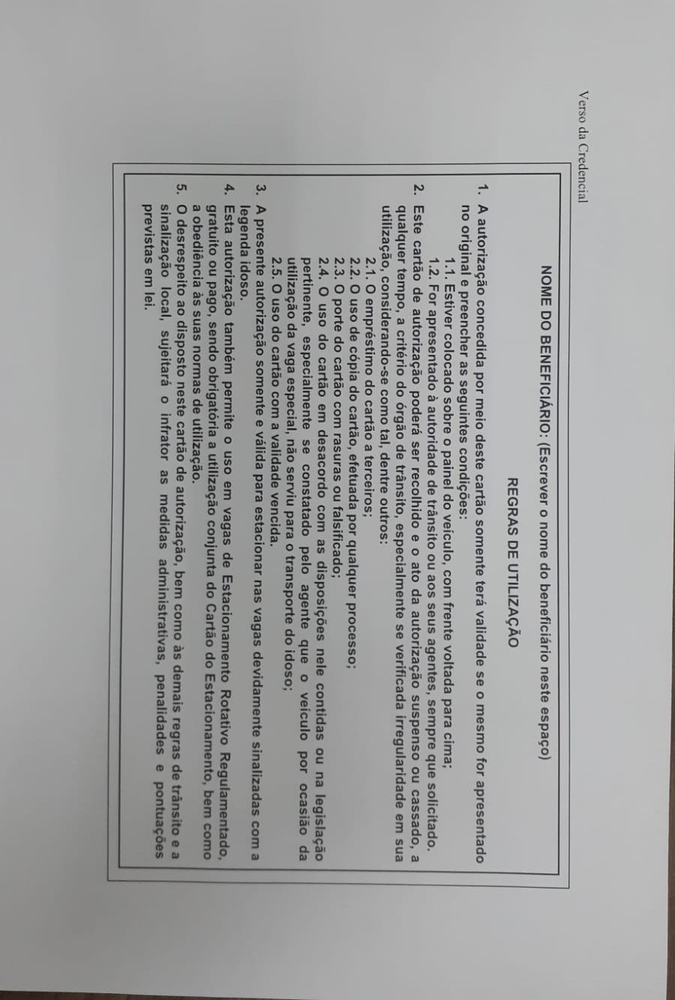 Verso da Credencial
NOME DO BENEFICIÁRIO: (Escrever o nome do beneficiário neste espaço)
REGRAS DE UTILIZAÇÃO
1. A autorização concedida por meio deste cartão somente terá validade se o mesmo for apresentado
no original e preencher as seguintes condições:
1.1. Estiver colocado sobre o painel do veículo, com frente voltada para cima;
1.2. For apresentado à autoridade de trânsito ou aos seus agentes, sempre que solicitado.
2. Este cartão de autorização poderá ser recolhido e o ato da autorização suspenso ou cassado, a
qualquer tempo, a critério do órgão de trânsito, especialmente se verificada irregularidade em sua
utilização, considerando-se como tal, dentre outros:
2.1. O empréstimo do cartão a terceiros;
2.2. O uso de cópia do cartão, efetuada por qualquer processo;
2.3. O porte do cartão com rasuras ou falsificado;
2.4. O uso do cartão em desacordo com as disposições nele contidas ou na legislação
pertinente, especialmente se constatado pelo agente que o veículo por ocasião da
utilização da vaga especial, não serviu para o transporte do idoso;
2.5. O uso do cartão com a validade vencida.
3. A presente autorização somente e válida para estacionar nas vagas devidamente sinalizadas com a
legenda idoso.
4. Esta autorização também permite o uso em vagas de Estacionamento Rotativo Regulamentado,
gratuito ou pago, sendo obrigatória a utilização conjunta do Cartão do Estacionamento, bem como
a obediência às suas normas de utilização.
5. O desrespeito ao disposto neste cartão de autorização, bem como às demais regras de trânsito e a
sinalização local, sujeitará o infrator as medidas administrativas, penalidades e pontuações
previstas em lei.